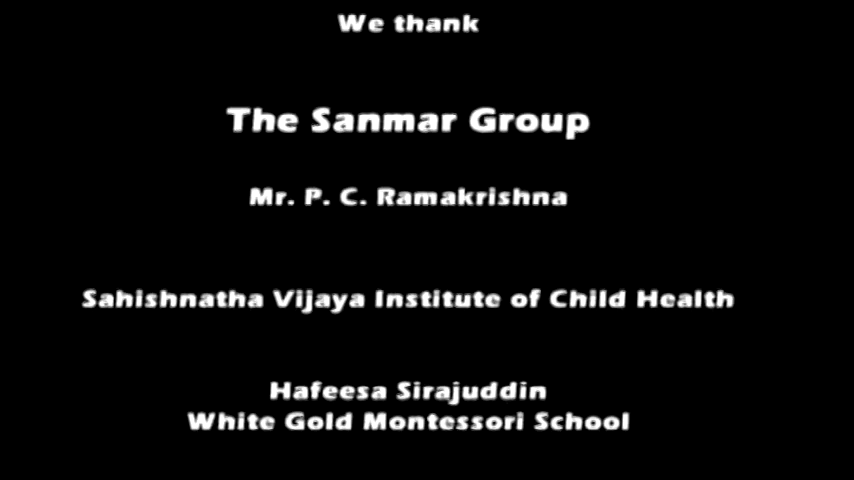 We thank
The Sanmar Group
Mr. P. C. Ramakrishna
Sahishnatha Vijaya Institute of Child Health
Hafeesa Sirajuddin
White Gold Montessori School